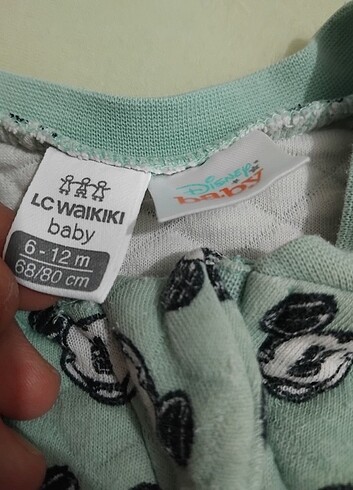 LC WAIKIKI
baby
6 - 12 m
68/80 cm
Disney
baby